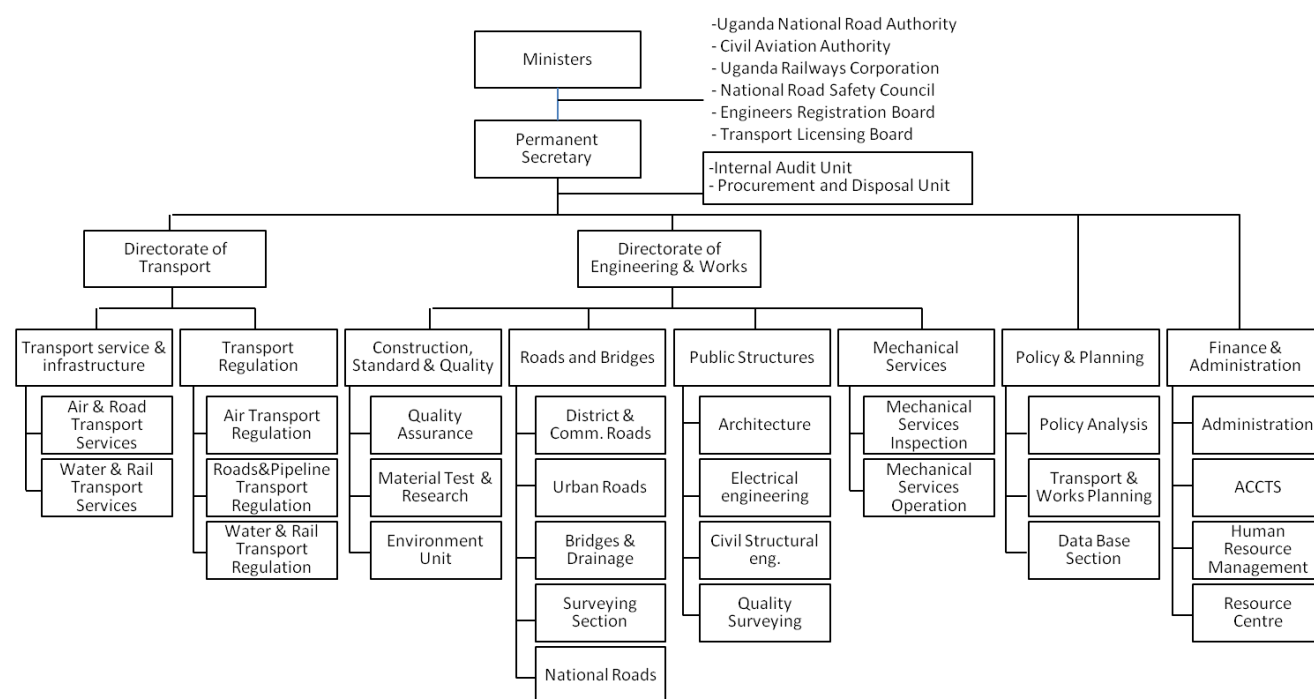 Ministers
-Uganda National Road Authority
- Civil Aviation Authority
- Uganda Railways Corporation
- National Road Safety Council
- Engineers Registration Board
- Transport Licensing Board
Permanent
Secretary
-Internal Audit Unit
- Procurement and Disposal Unit
Directorate of
Transport
Directorate of
Engineering & Works
Transport service &
infrastructure
Transport
Regulation
Construction,
Standard & Quality
Roads and Bridges
Public Structures
Mechanical
Services
Policy & Planning
Finance &
Administration
Air & Road
Transport
Services
Water & Rail
Transport
Services
Air Transport
Regulation
Roads&Pipeline
Transport
Regulation
Water & Rail
Transport
Regulation
Quality
Assurance
Material Test &
Research
Environment
Unit
District &
Comm. Roads
Urban Roads
Bridges &
Drainage
Surveying
Section
National Roads
Architecture
Electrical
engineering
Civil Structural
eng.
Quality
Surveying
Mechanical
Services
Inspection
Mechanical
Services
Operation
Policy Analysis
Transport &
Works Planning
Data Base
Section
Administration
ACCTS
Human
Resource
Management
Resource
Centre